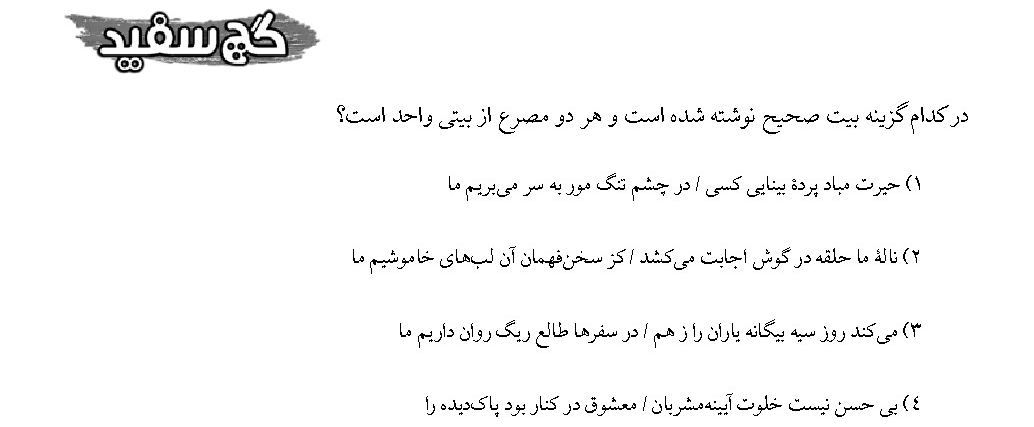 گچ سفید
در کدام گزینه بیت صحیح نوشته شده است و هر دو مصرع از بیتی واحد است؟
۱) حیرت مباد پردهٔ بینایی کسی / در چشم تنگ مور به سر می‌بریم ما
۲) نالهٔ ما حلقه در گوش اجابت می‌کشد / کز سخن‌فهمان آن لب‌های خاموشیم ما
۳) می‌کند روز سیه بیگانه یاران را ز هم / در سفرها طالع ریگ روان داریم ما
٤) بی حسن نیست خلوت آیینه‌مشربان / معشوق در کنار بود پاک‌دیده را